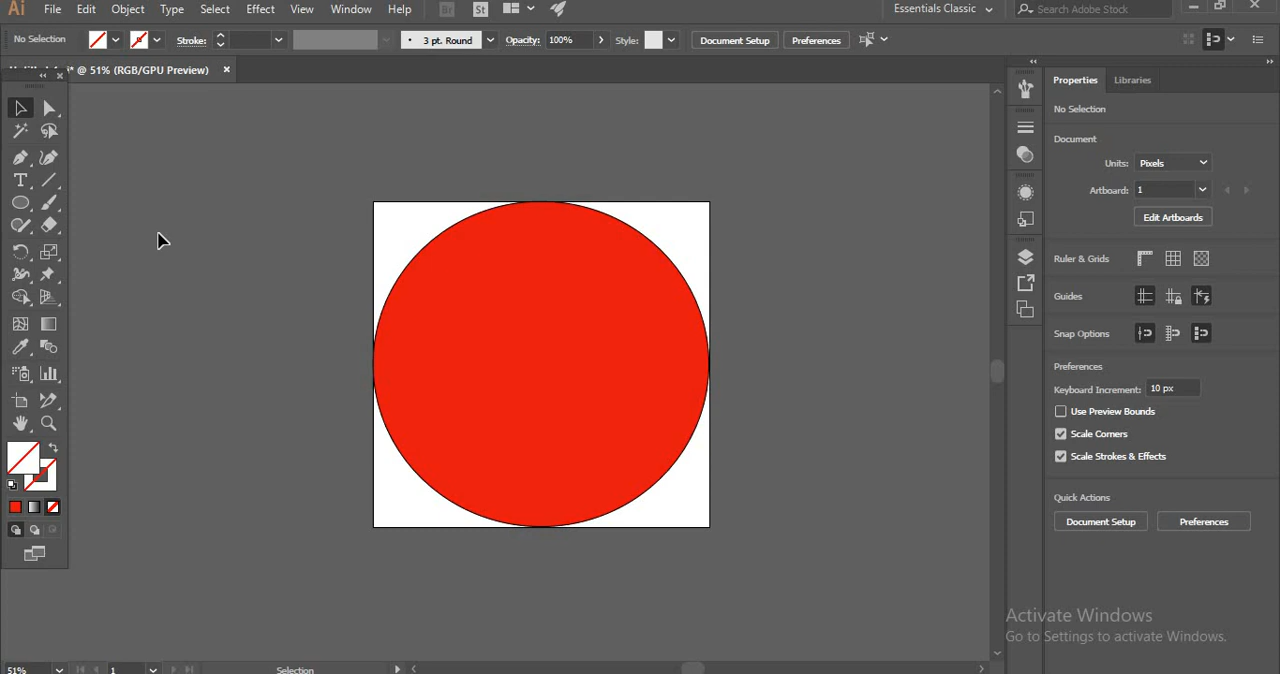 Ai File Edit Object Type Select Effect View Window Help Br St Essentials Classic Search Adobe Stock
No Selection Stroke: 3 pt. Round Opacity: 100% Style: Document Setup Preferences
@ 51% (RGB/GPU Preview) ×
Properties Libraries
No Selection
Document
Units: Pixels
Artboard: 1
Edit Artboards
Ruler & Grids
Guides
Snap Options
Preferences
Keyboard Increment: 10 px
Use Preview Bounds
Scale Corners
Scale Strokes & Effects
Quick Actions
Document Setup Preferences
Activate Windows
Go to Settings to activate Windows.
51% 1 Selection